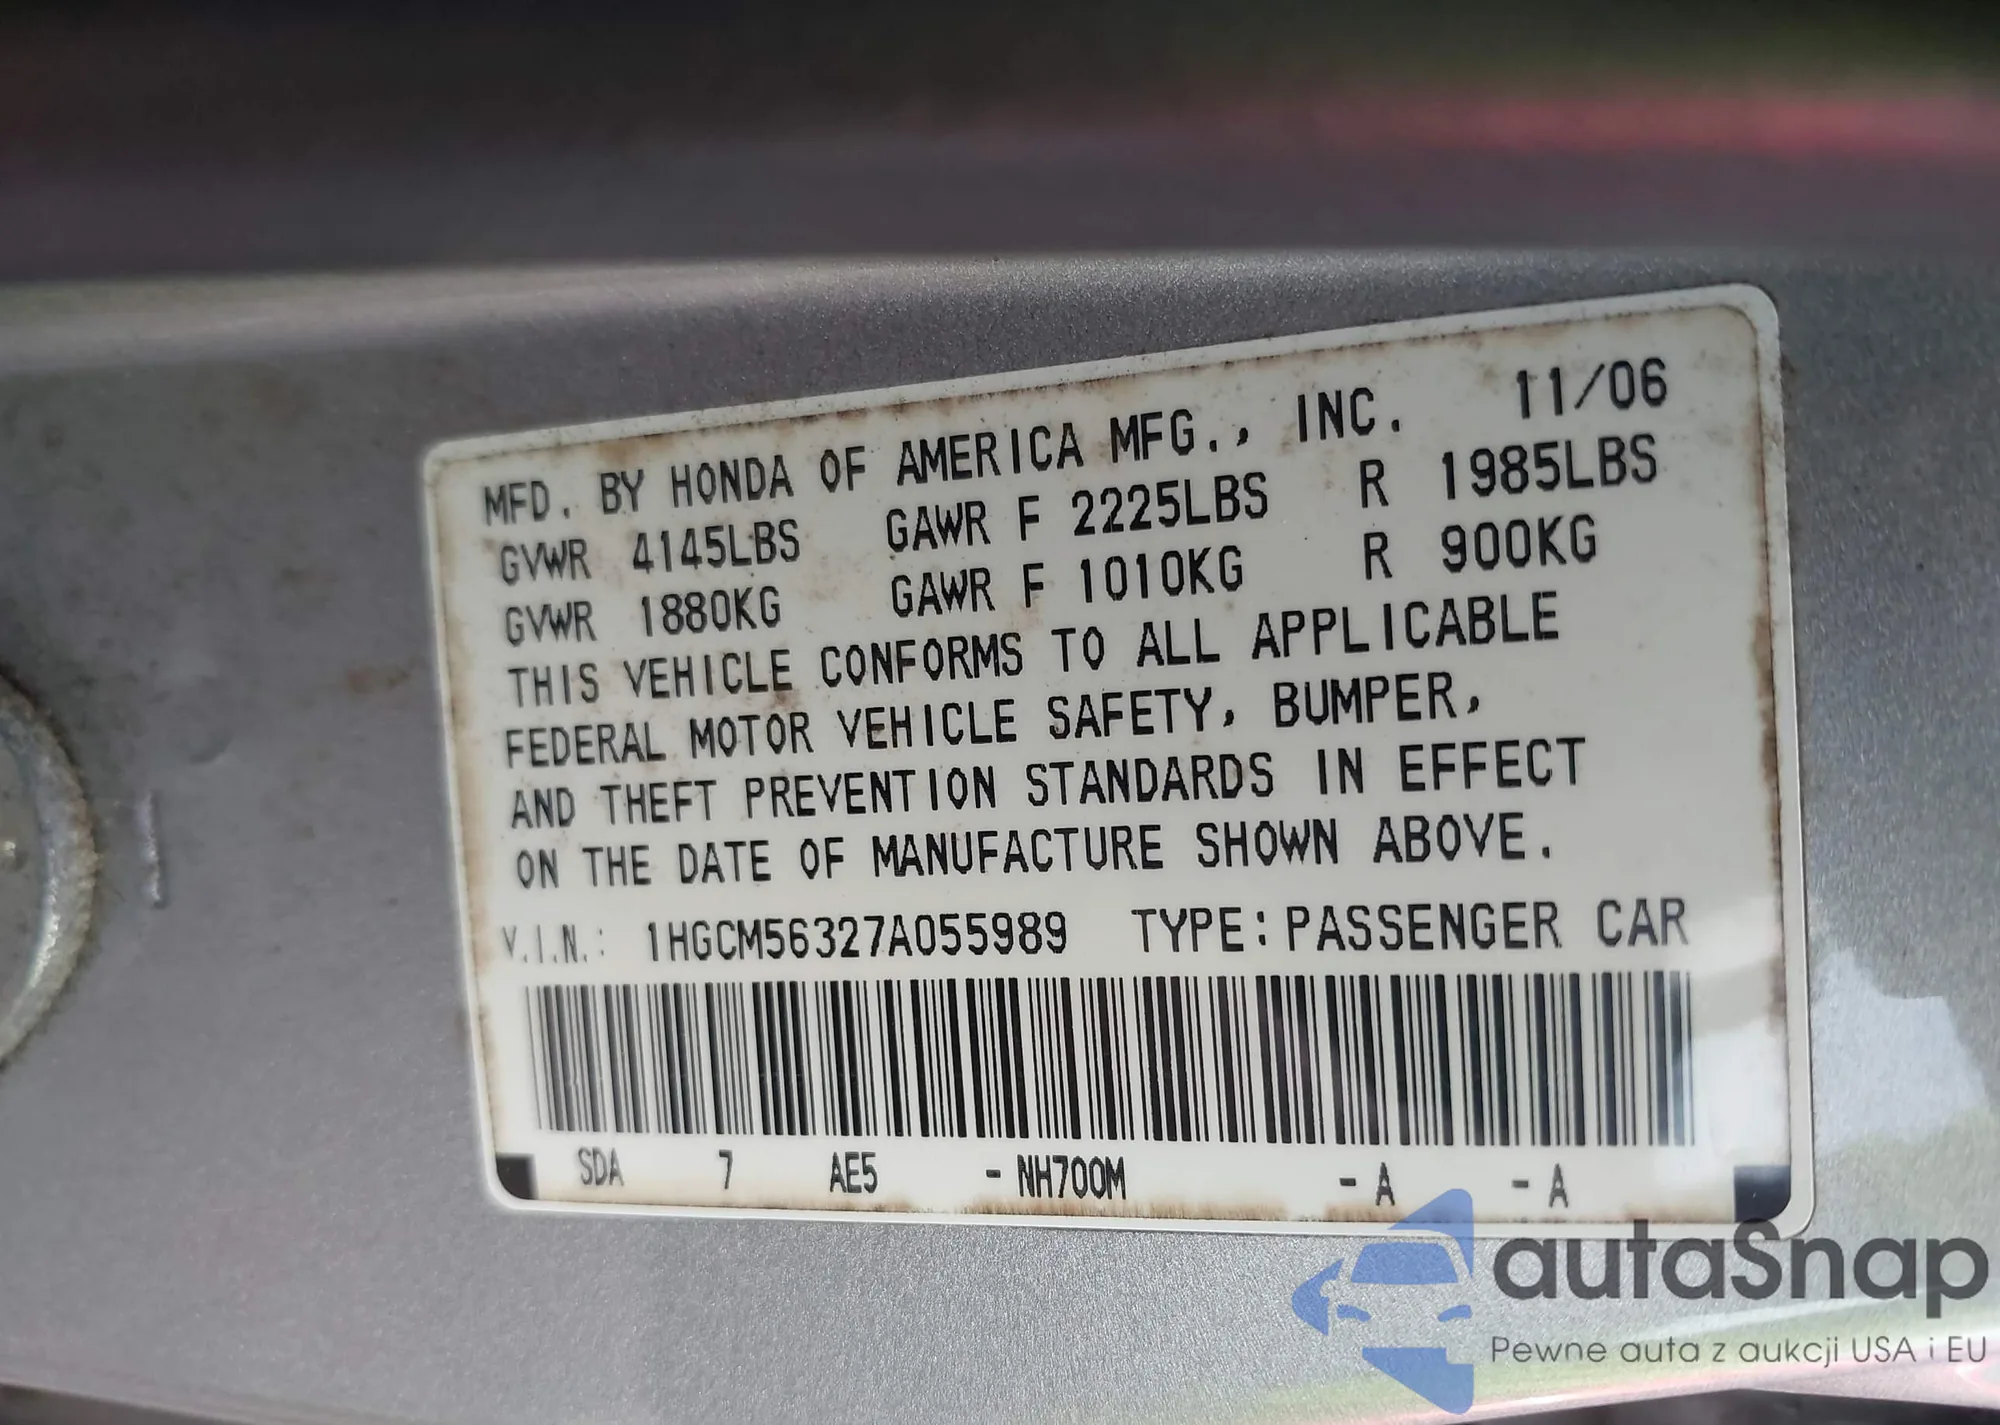 MFD. BY HONDA OF AMERICA MFG., INC. 11/06
GVWR 4145LBS GAWR F 2225LBS R 1985LBS
GVWR 1880KG GAWR F 1010KG R 900KG
THIS VEHICLE CONFORMS TO ALL APPLICABLE
FEDERAL MOTOR VEHICLE SAFETY, BUMPER,
AND THEFT PREVENTION STANDARDS IN EFFECT
ON THE DATE OF MANUFACTURE SHOWN ABOVE.
V.I.N.: 1HGCM56327A055989 TYPE: PASSENGER CAR
SDA 7 AE5 - NH700M - A - A
autaSnap
Pewne auta z aukcji USA i EU